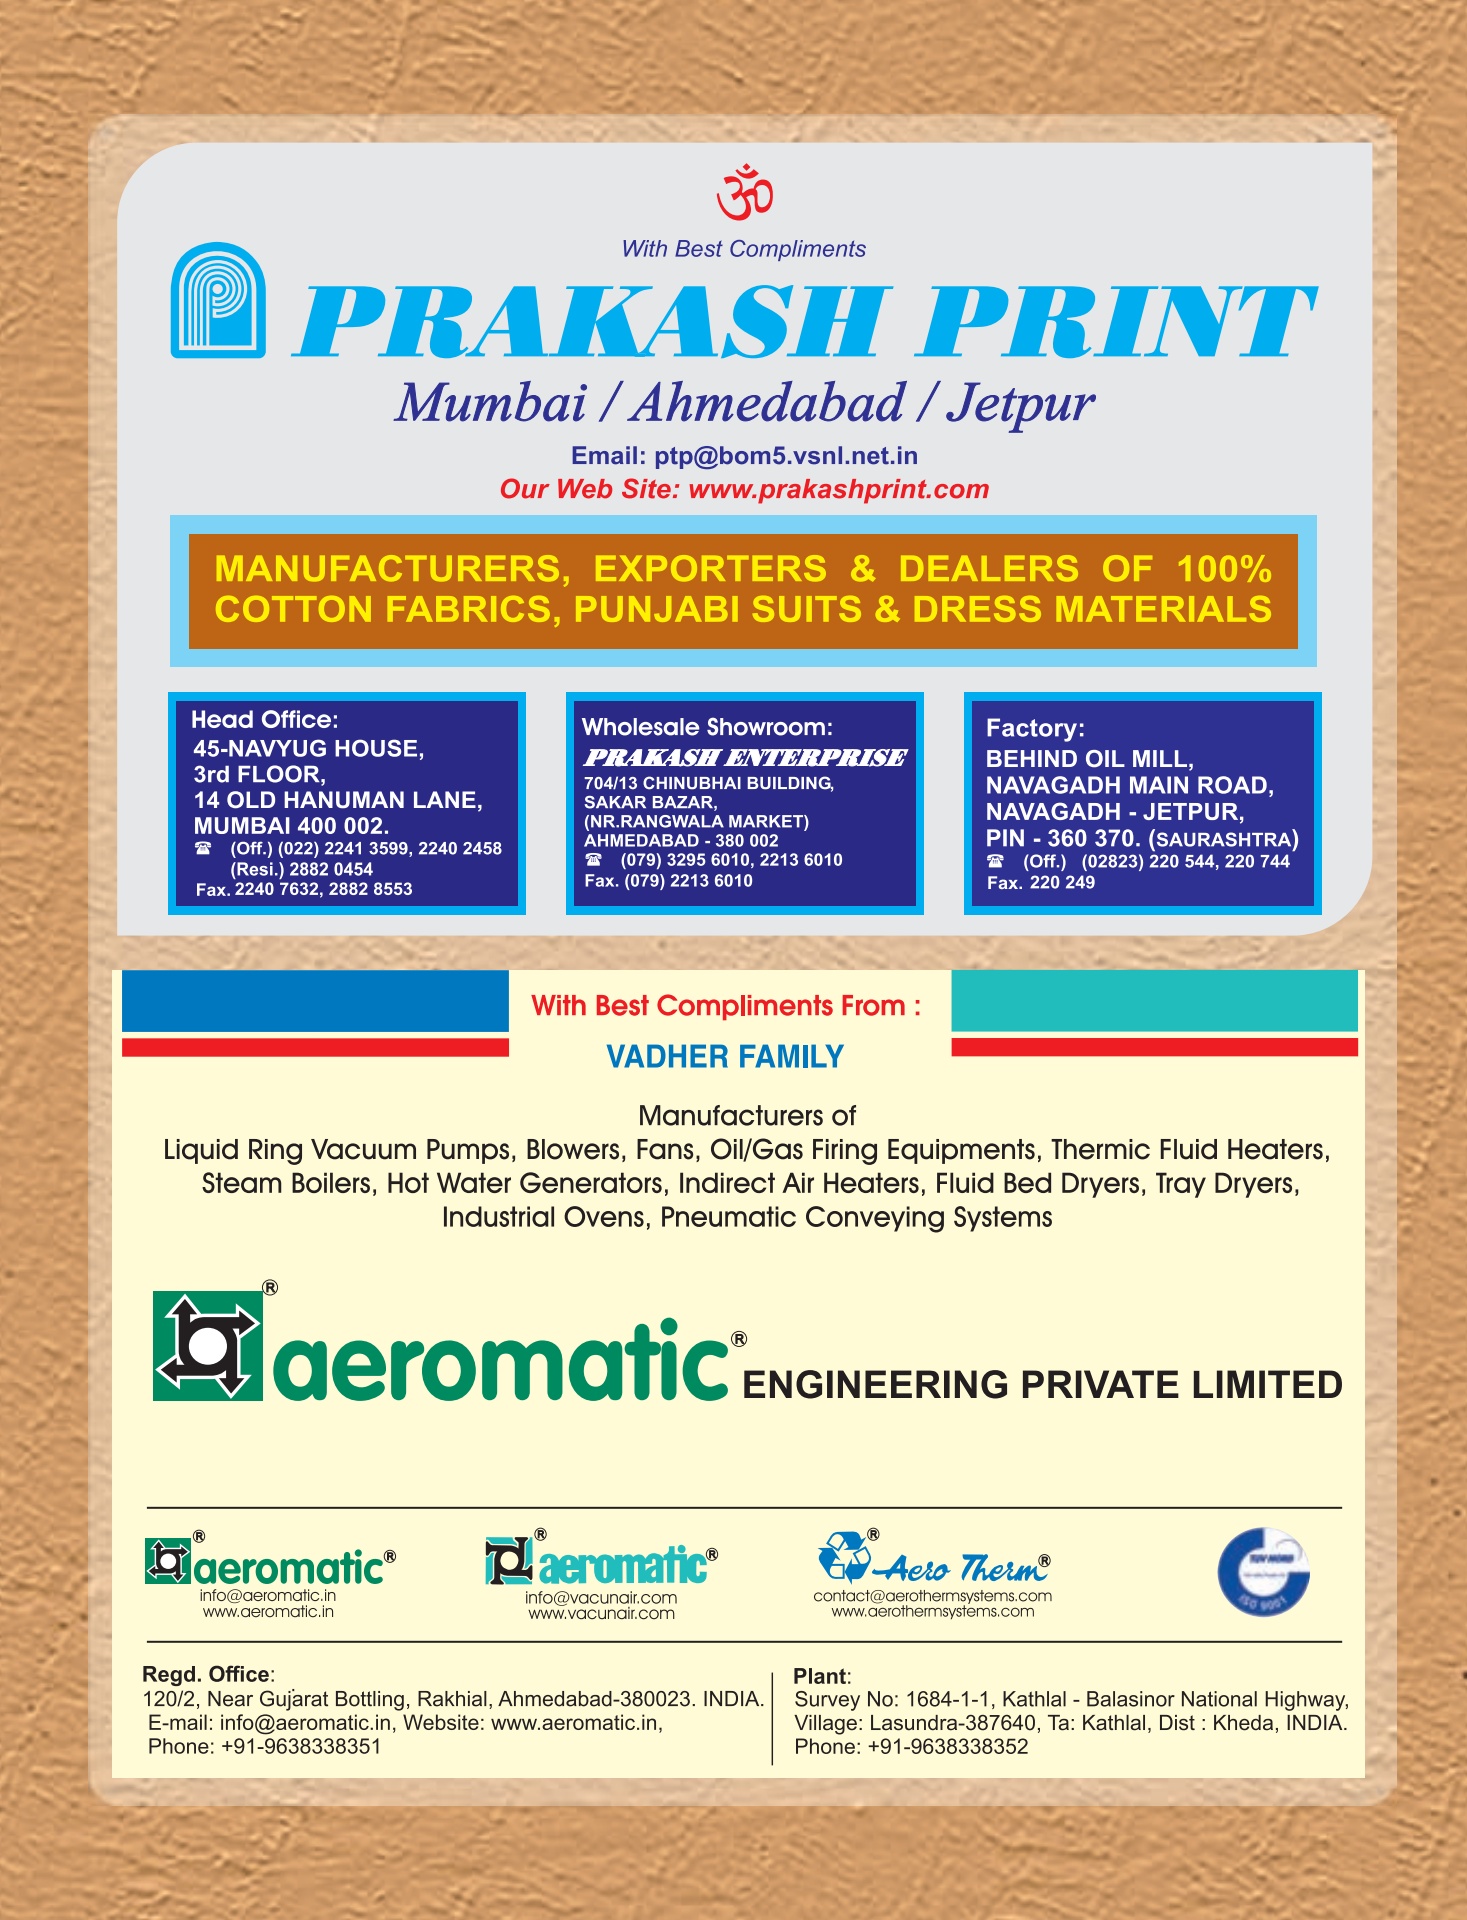 ॐ
With Best Compliments
PRAKASH PRINT
Mumbai / Ahmedabad / Jetpur
Email: ptp@bom5.vsnl.net.in
Our Web Site: www.prakashprint.com
MANUFACTURERS, EXPORTERS & DEALERS OF 100%
COTTON FABRICS, PUNJABI SUITS & DRESS MATERIALS
Head Office:
45-NAVYUG HOUSE,
3rd FLOOR,
14 OLD HANUMAN LANE,
MUMBAI 400 002.
☎ (Off.) (022) 2241 3599, 2240 2458
(Resi.) 2882 0454
Fax. 2240 7632, 2882 8553
Wholesale Showroom:
PRAKASH ENTERPRISE
704/13 CHINUBHAI BUILDING,
SAKAR BAZAR,
(NR.RANGWALA MARKET)
AHMEDABAD - 380 002
☎ (079) 3295 6010, 2213 6010
Fax. (079) 2213 6010
Factory:
BEHIND OIL MILL,
NAVAGADH MAIN ROAD,
NAVAGADH - JETPUR,
PIN - 360 370. (SAURASHTRA)
☎ (Off.) (02823) 220 544, 220 744
Fax. 220 249
With Best Compliments From :
VADHER FAMILY
Manufacturers of
Liquid Ring Vacuum Pumps, Blowers, Fans, Oil/Gas Firing Equipments, Thermic Fluid Heaters,
Steam Boilers, Hot Water Generators, Indirect Air Heaters, Fluid Bed Dryers, Tray Dryers,
Industrial Ovens, Pneumatic Conveying Systems
® aeromatic® ENGINEERING PRIVATE LIMITED
® aeromatic®
info@aeromatic.in
www.aeromatic.in
® aeromatic®
info@vacunair.com
www.vacunair.com
® Aero Therm®
contact@aerothermsystems.com
www.aerothermsystems.com
TUV NORD
ISO 9001
Regd. Office:
120/2, Near Gujarat Bottling, Rakhial, Ahmedabad-380023. INDIA.
E-mail: info@aeromatic.in, Website: www.aeromatic.in,
Phone: +91-9638338351
Plant:
Survey No: 1684-1-1, Kathlal - Balasinor National Highway,
Village: Lasundra-387640, Ta: Kathlal, Dist : Kheda, INDIA.
Phone: +91-9638338352